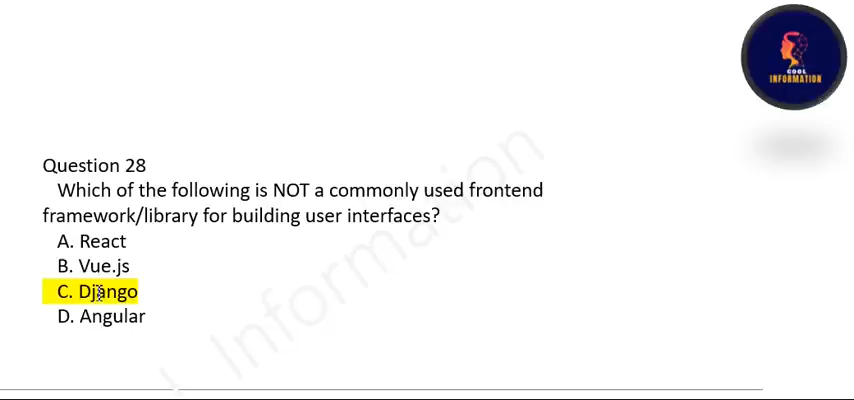 COOL
INFORMATION
Question 28
Which of the following is NOT a commonly used frontend
framework/library for building user interfaces?
A. React
B. Vue.js
C. Django
D. Angular
Information